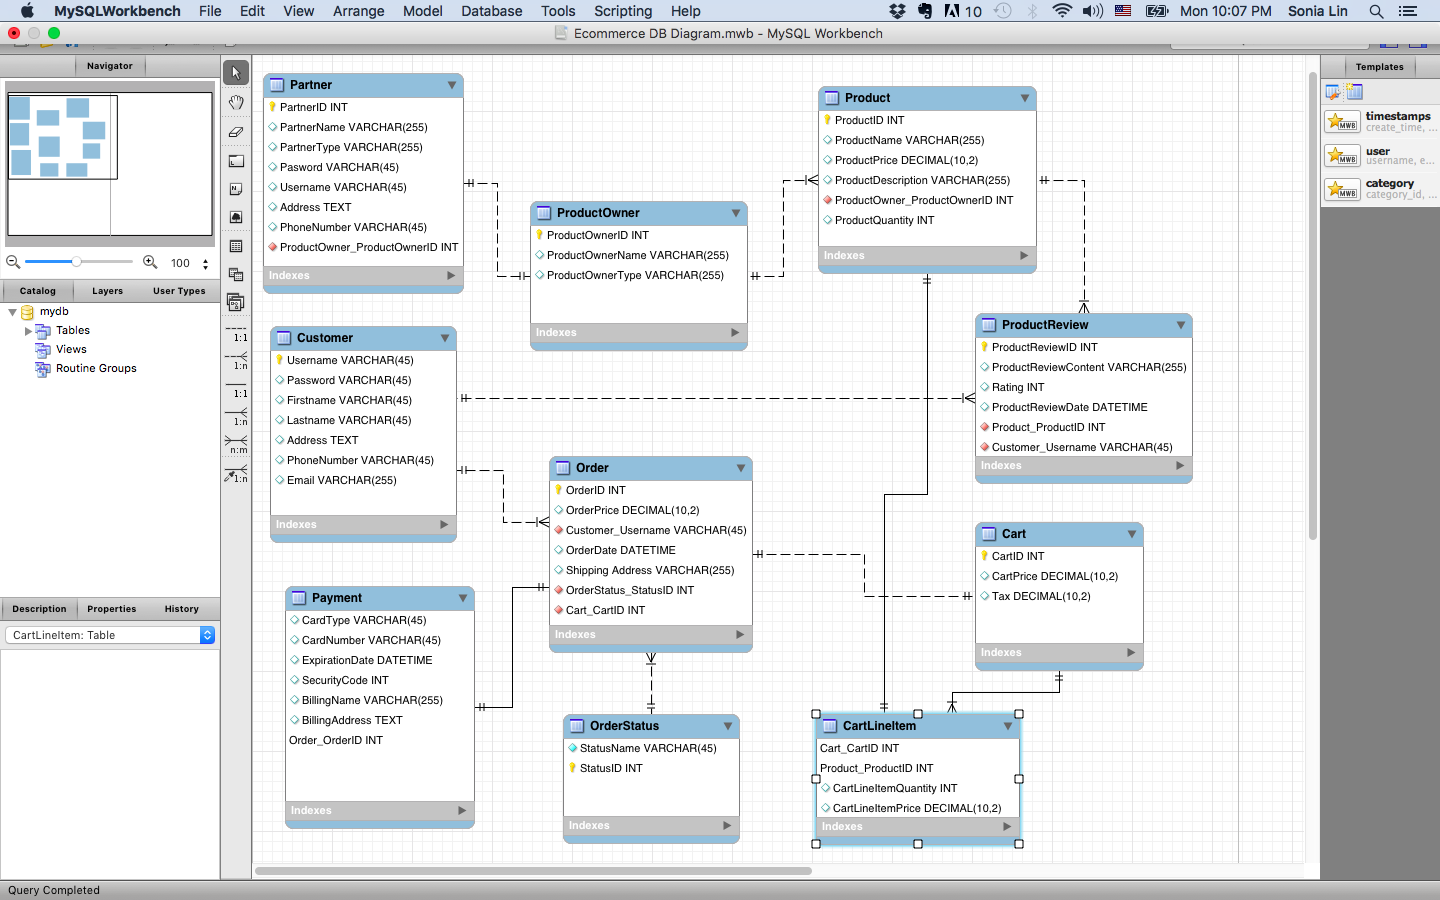 MySQLWorkbench File Edit View Arrange Model Database Tools Scripting Help 10 Mon 10:07 PM Sonia Lin
Ecommerce DB Diagram.mwb - MySQL Workbench
Navigator
100
Catalog Layers User Types
mydb
Tables
Views
Routine Groups
Description Properties History
CartLineItem: Table
Query Completed
1:1
1:n
1:1
1:n
n:m
1:n
Partner
PartnerID INT
PartnerName VARCHAR(255)
PartnerType VARCHAR(255)
Pasword VARCHAR(45)
Username VARCHAR(45)
Address TEXT
PhoneNumber VARCHAR(45)
ProductOwner_ProductOwnerID INT
Indexes
ProductOwner
ProductOwnerID INT
ProductOwnerName VARCHAR(255)
ProductOwnerType VARCHAR(255)
Indexes
Product
ProductID INT
ProductName VARCHAR(255)
ProductPrice DECIMAL(10,2)
ProductDescription VARCHAR(255)
ProductOwner_ProductOwnerID INT
ProductQuantity INT
Indexes
Customer
Username VARCHAR(45)
Password VARCHAR(45)
Firstname VARCHAR(45)
Lastname VARCHAR(45)
Address TEXT
PhoneNumber VARCHAR(45)
Email VARCHAR(255)
Indexes
ProductReview
ProductReviewID INT
ProductReviewContent VARCHAR(255)
Rating INT
ProductReviewDate DATETIME
Product_ProductID INT
Customer_Username VARCHAR(45)
Indexes
Order
OrderID INT
OrderPrice DECIMAL(10,2)
Customer_Username VARCHAR(45)
OrderDate DATETIME
Shipping Address VARCHAR(255)
OrderStatus_StatusID INT
Cart_CartID INT
Indexes
Cart
CartID INT
CartPrice DECIMAL(10,2)
Tax DECIMAL(10,2)
Indexes
Payment
CardType VARCHAR(45)
CardNumber VARCHAR(45)
ExpirationDate DATETIME
SecurityCode INT
BillingName VARCHAR(255)
BillingAddress TEXT
Order_OrderID INT
Indexes
OrderStatus
StatusName VARCHAR(45)
StatusID INT
Indexes
CartLineItem
Cart_CartID INT
Product_ProductID INT
CartLineItemQuantity INT
CartLineItemPrice DECIMAL(10,2)
Indexes
Templates
MWB timestamps
create_time, ...
MWB user
username, e...
MWB category
category_id, ...